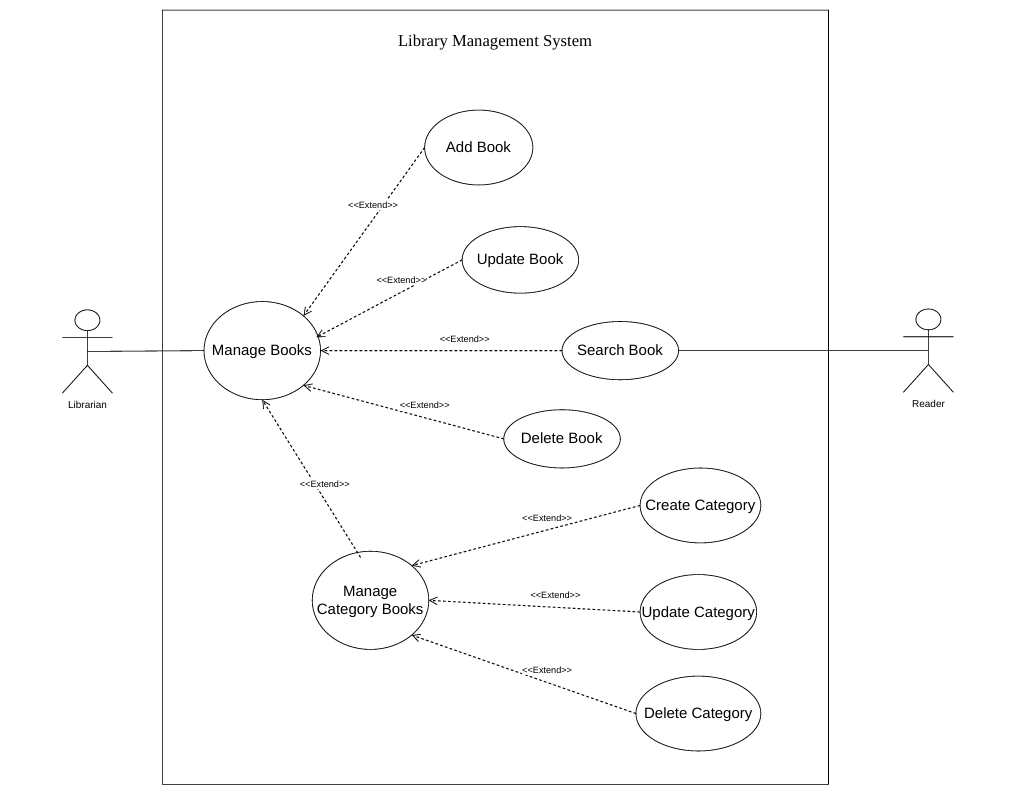 Library Management System
Add Book
<<Extend>>
Update Book
<<Extend>>
Manage Books
<<Extend>>
Search Book
Librarian
Reader
<<Extend>>
Delete Book
<<Extend>>
Create Category
<<Extend>>
Manage
Category Books
<<Extend>>
Update Category
<<Extend>>
Delete Category